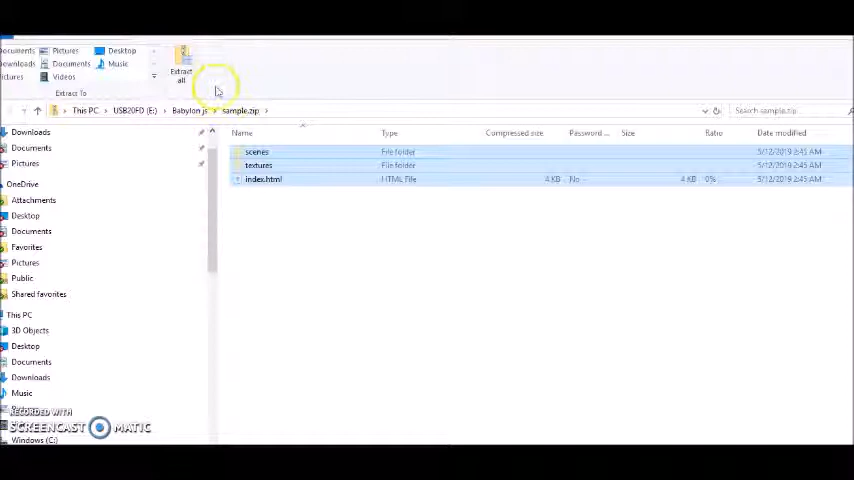 Documents Pictures Desktop
Downloads Documents Music
Pictures Videos
Extract all
Extract To
This PC > USB20FD (E:) > Babylon js > sample.zip >
Search sample.zip
Name Type Compressed size Password ... Size Ratio Date modified
scenes File folder 5/12/2019 2:45 AM
textures File folder 5/12/2019 2:45 AM
index.html HTML File 4 KB No 4 KB 0% 5/12/2019 2:45 AM
Downloads
Documents
Pictures
OneDrive
Attachments
Desktop
Documents
Favorites
Pictures
Public
Shared favorites
This PC
3D Objects
Desktop
Documents
Downloads
Music
RECORDED WITH
SCREENCAST MATIC
Windows (C:)